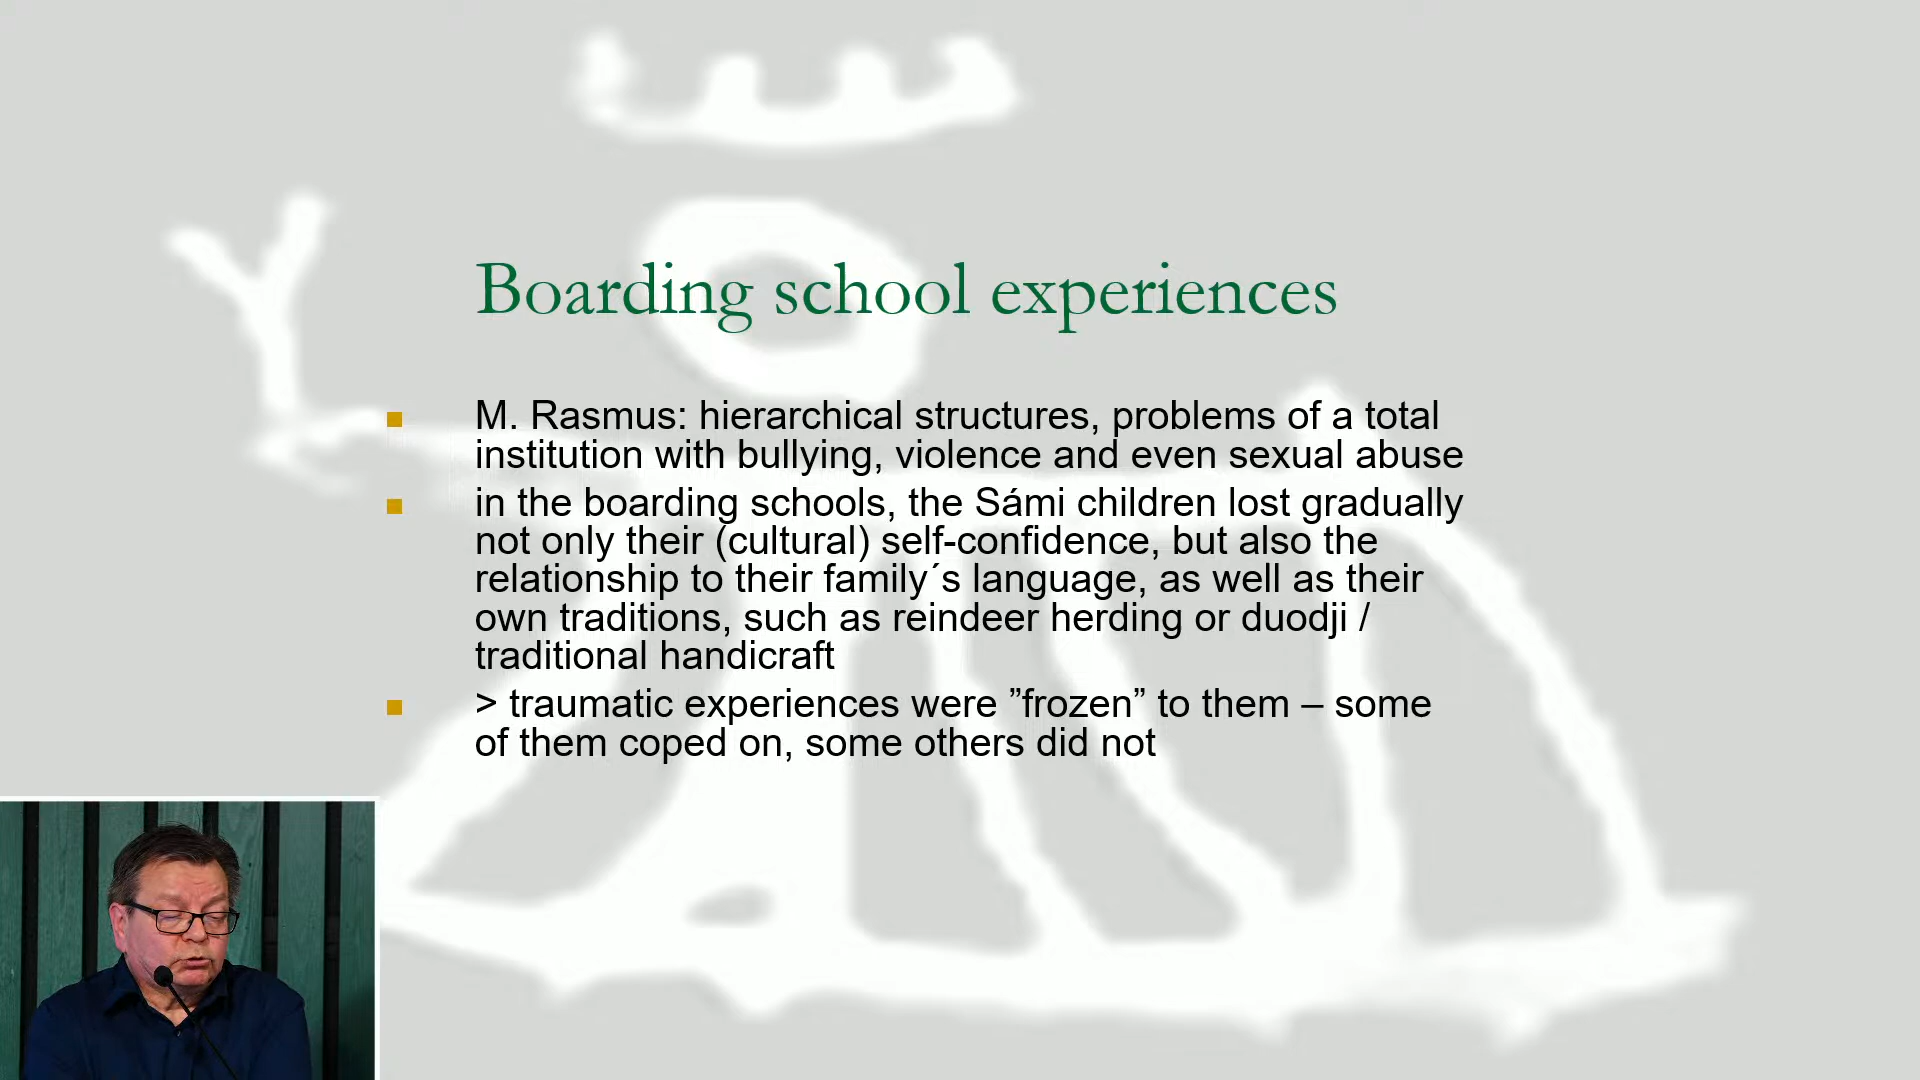 Boarding school experiences
M. Rasmus: hierarchical structures, problems of a total
institution with bullying, violence and even sexual abuse
in the boarding schools, the Sámi children lost gradually
not only their (cultural) self-confidence, but also the
relationship to their family´s language, as well as their
own traditions, such as reindeer herding or duodji /
traditional handicraft
> traumatic experiences were ”frozen” to them – some
of them coped on, some others did not